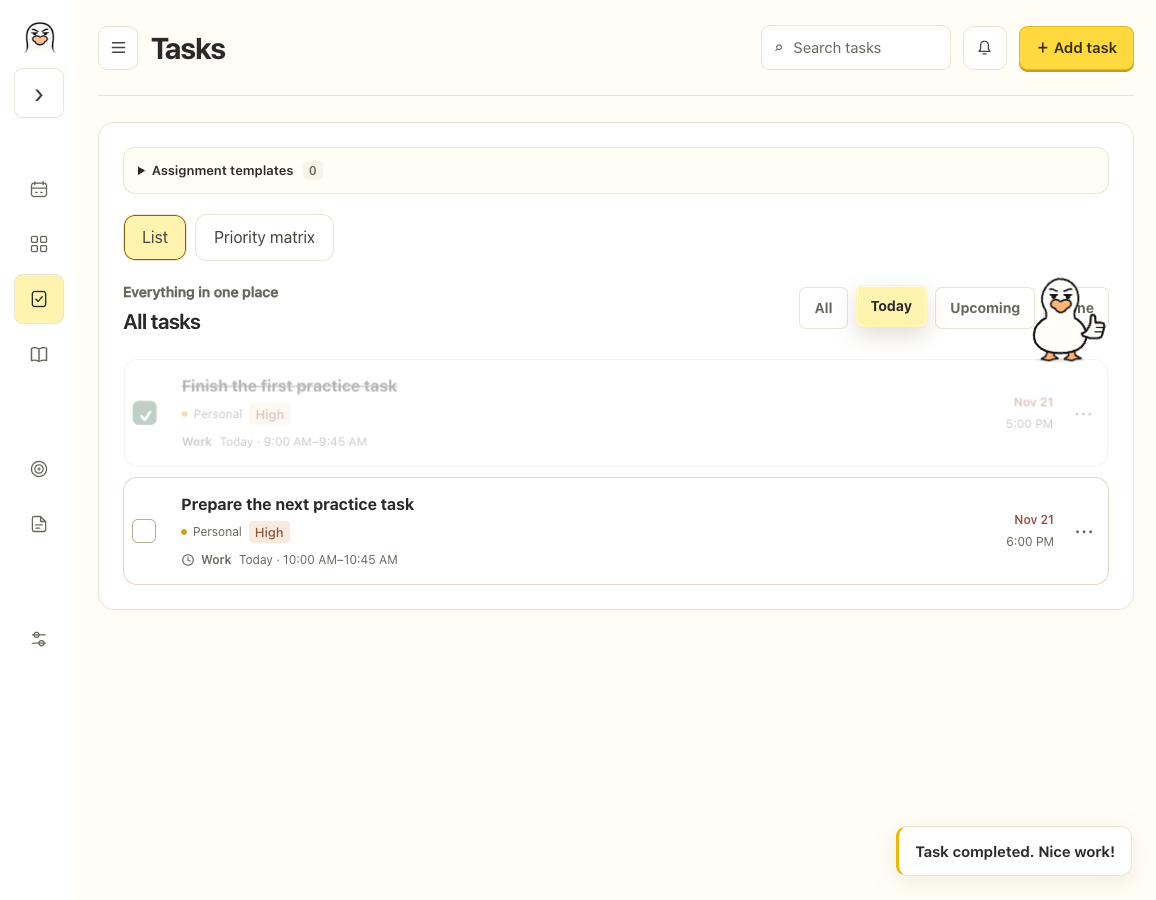 Tasks
Search tasks
+ Add task
Assignment templates 0
List
Priority matrix
Everything in one place
All tasks
All
Today
Upcoming
ne
Finish the first practice task
Personal High
Work Today · 9:00 AM–9:45 AM
Nov 21
5:00 PM
Prepare the next practice task
Personal High
Work Today · 10:00 AM–10:45 AM
Nov 21
6:00 PM
Task completed. Nice work!